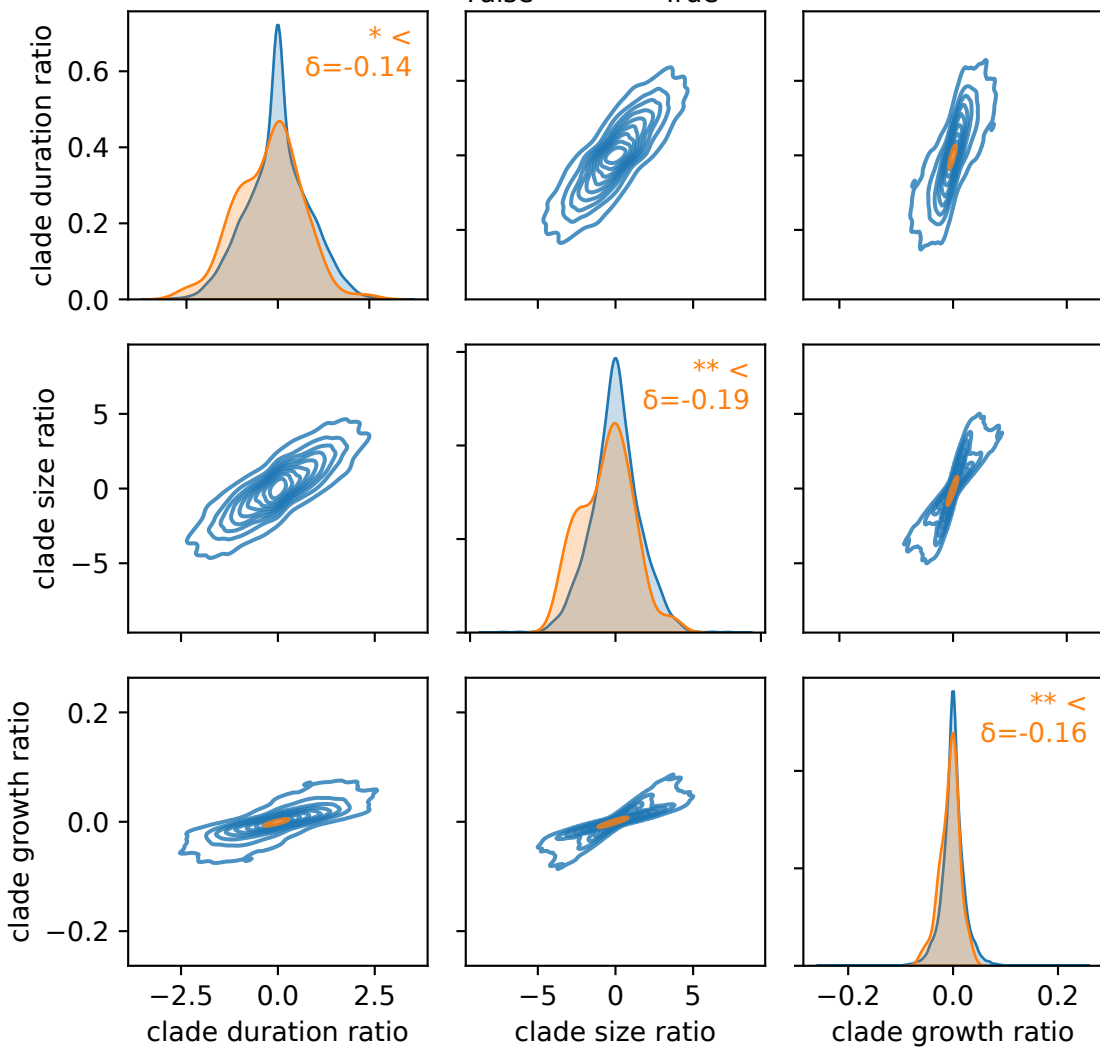 clade duration ratio
0.6
0.4
0.2
0.0
* <
δ=-0.14
clade size ratio
5
0
−5
** <
δ=-0.19
clade growth ratio
0.2
0.0
−0.2
** <
δ=-0.16
−2.5 0.0 2.5
−5 0 5
−0.2 0.0 0.2
clade duration ratio
clade size ratio
clade growth ratio